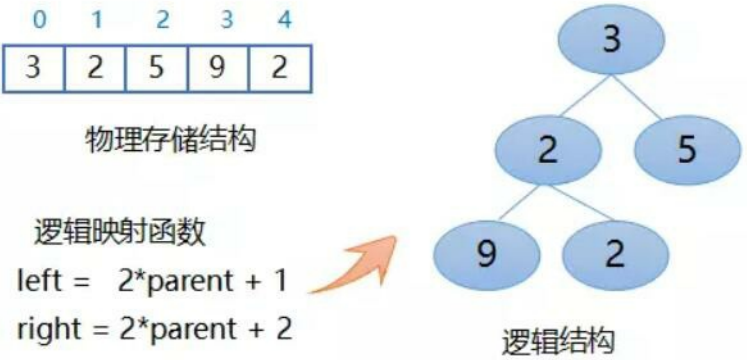 0 1 2 3 4
3 2 5 9 2
物理存储结构
逻辑映射函数
left = 2*parent + 1
right = 2*parent + 2
3
2 5
9 2
逻辑结构